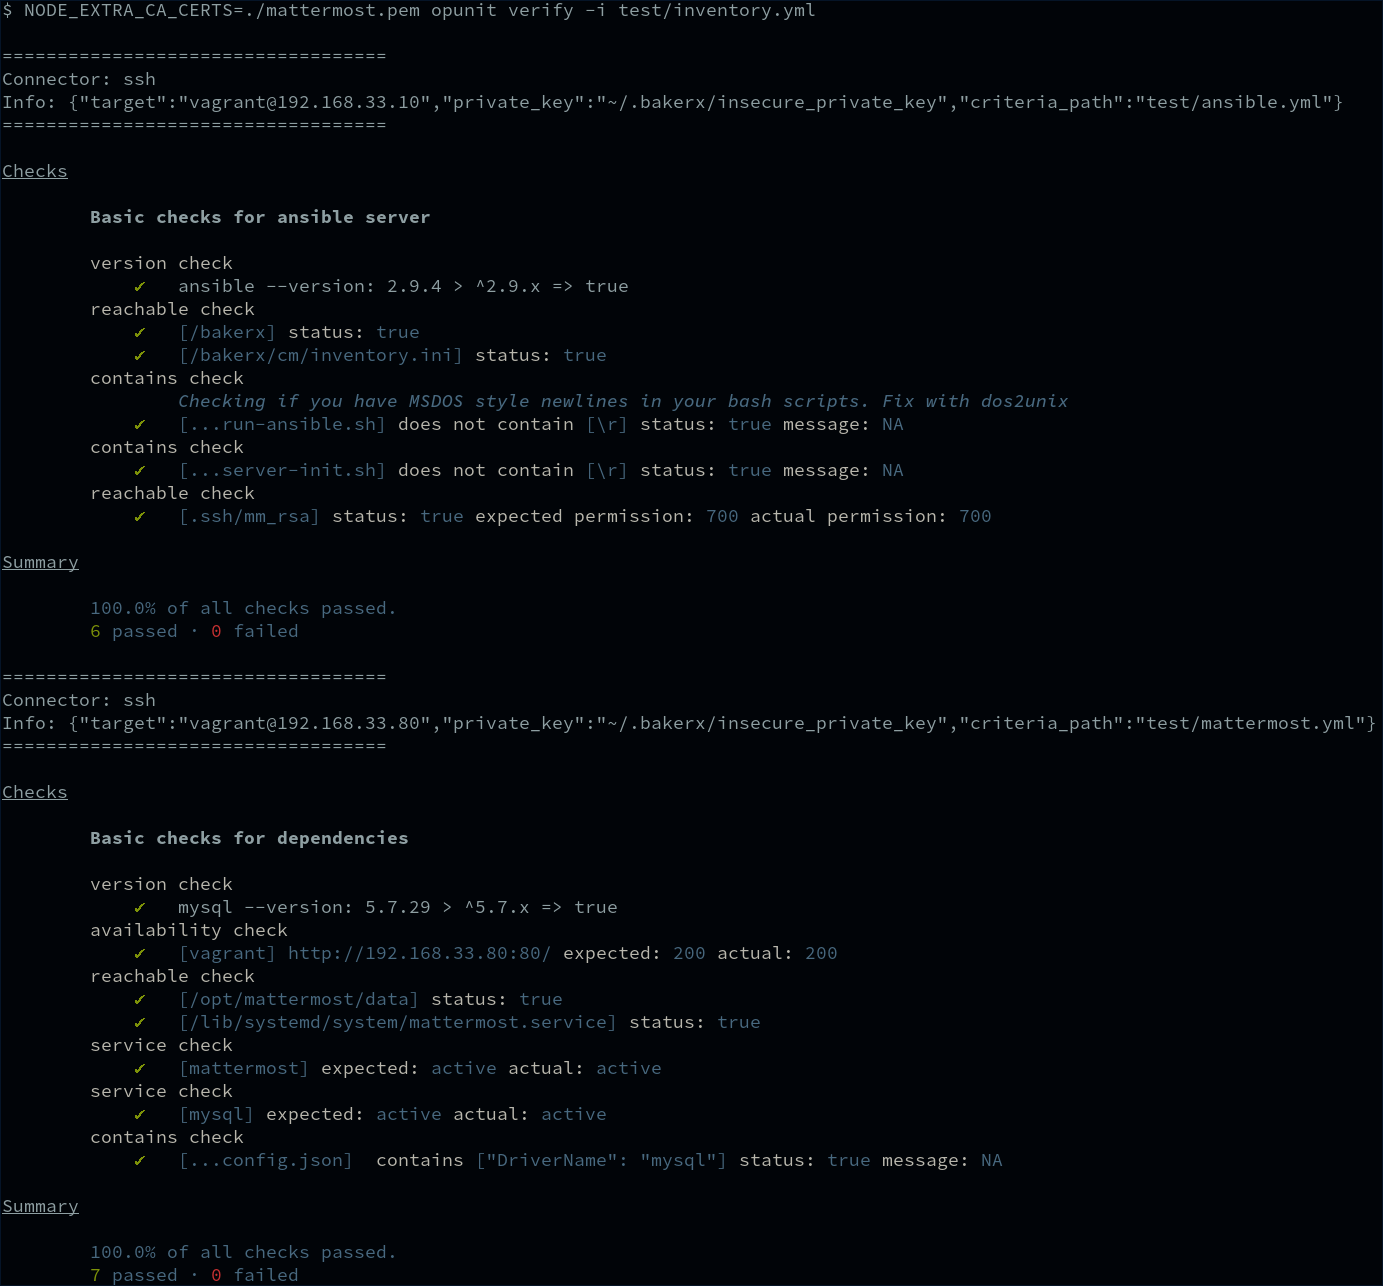 $ NODE_EXTRA_CA_CERTS=./mattermost.pem opunit verify -i test/inventory.yml
===================================
Connector: ssh
Info: {"target":"vagrant@192.168.33.10","private_key":"~/.bakerx/insecure_private_key","criteria_path":"test/ansible.yml"}
===================================
Checks
Basic checks for ansible server
version check
✔ ansible --version: 2.9.4 > ^2.9.x => true
reachable check
✔ [/bakerx] status: true
✔ [/bakerx/cm/inventory.ini] status: true
contains check
Checking if you have MSDOS style newlines in your bash scripts. Fix with dos2unix
✔ [...run-ansible.sh] does not contain [\r] status: true message: NA
contains check
✔ [...server-init.sh] does not contain [\r] status: true message: NA
reachable check
✔ [.ssh/mm_rsa] status: true expected permission: 700 actual permission: 700
Summary
100.0% of all checks passed.
6 passed · 0 failed
===================================
Connector: ssh
Info: {"target":"vagrant@192.168.33.80","private_key":"~/.bakerx/insecure_private_key","criteria_path":"test/mattermost.yml"}
===================================
Checks
Basic checks for dependencies
version check
✔ mysql --version: 5.7.29 > ^5.7.x => true
availability check
✔ [vagrant] http://192.168.33.80:80/ expected: 200 actual: 200
reachable check
✔ [/opt/mattermost/data] status: true
✔ [/lib/systemd/system/mattermost.service] status: true
service check
✔ [mattermost] expected: active actual: active
service check
✔ [mysql] expected: active actual: active
contains check
✔ [...config.json]  contains ["DriverName": "mysql"] status: true message: NA
Summary
100.0% of all checks passed.
7 passed · 0 failed